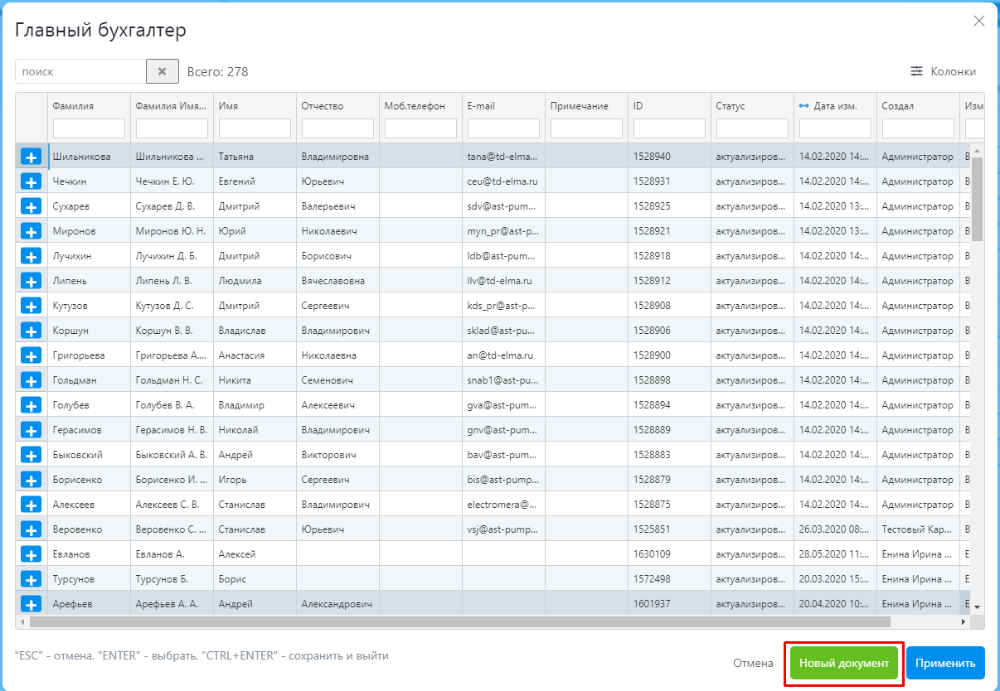 Главный бухгалтер
поиск Всего: 278 Колонки
Фамилия Фамилия Имя... Имя Отчество Моб.телефон E-mail Примечание ID Статус Дата изм. Создал Изм
Шильникова Шильникова ... Татьяна Владимировна tana@td-elma... 1528940 актуализиров... 14.02.2020 14:... Администратор В
Чечкин Чечкин Е. Ю. Евгений Юрьевич ceu@td-elma.ru 1528931 актуализиров... 14.02.2020 14:... Администратор В
Сухарев Сухарев Д. В. Дмитрий Валерьевич sdv@ast-pum... 1528925 актуализиров... 14.02.2020 13:... Администратор В
Миронов Миронов Ю. Н. Юрий Николаевич myn_pr@ast-p... 1528921 актуализиров... 14.02.2020 13:... Администратор В
Лучихин Лучихин Д. Б. Дмитрий Борисович ldb@ast-pum... 1528918 актуализиров... 14.02.2020 14:... Администратор В
Липень Липень Л. В. Людмила Вячеславовна llv@td-elma.ru 1528912 актуализиров... 14.02.2020 14:... Администратор В
Кутузов Кутузов Д. С. Дмитрий Сергеевич kds_pr@ast-p... 1528908 актуализиров... 14.02.2020 14:... Администратор В
Коршун Коршун В. В. Владислав Владимирович sklad@ast-pu... 1528906 актуализиров... 14.02.2020 14:... Администратор В
Григорьева Григорьева А.... Анастасия Николаевна an@td-elma.ru 1528900 актуализиров... 14.02.2020 14:... Администратор В
Гольдман Гольдман Н. С. Никита Семенович snab1@ast-pu... 1528898 актуализиров... 14.02.2020 14:... Администратор В
Голубев Голубев В. А. Владимир Алексеевич gva@ast-pum... 1528894 актуализиров... 14.02.2020 14:... Администратор В
Герасимов Герасимов Н. В. Николай Владимирович gnv@ast-pum... 1528889 актуализиров... 14.02.2020 14:... Администратор В
Быковский Быковский А. В. Андрей Викторович bav@ast-pum... 1528883 актуализиров... 14.02.2020 14:... Администратор В
Борисенко Борисенко И. ... Игорь Сергеевич bis@ast-pump... 1528879 актуализиров... 14.02.2020 14:... Администратор В
Алексеев Алексеев С. В. Станислав Владимирович electromera@... 1528875 актуализиров... 14.02.2020 14:... Администратор В
Веровенко Веровенко С. ... Станислав Юрьевич vsj@ast-pump... 1525851 актуализиров... 26.03.2020 08:... Тестовый Кар... В
Евланов Евланов А. Алексей 1630109 актуализиров... 28.05.2020 11:... Енина Ирина ... Е
Турсунов Турсунов Б. Борис 1572498 актуализиров... 20.03.2020 15:... Енина Ирина ... Е
Арефьев Арефьев А. А. Андрей Александрович 1601937 актуализиров... 20.04.2020 10:... Енина Ирина ... Е
"ESC" - отмена, "ENTER" - выбрать, "CTRL+ENTER" - сохранить и выйти
Отмена Новый документ Применить